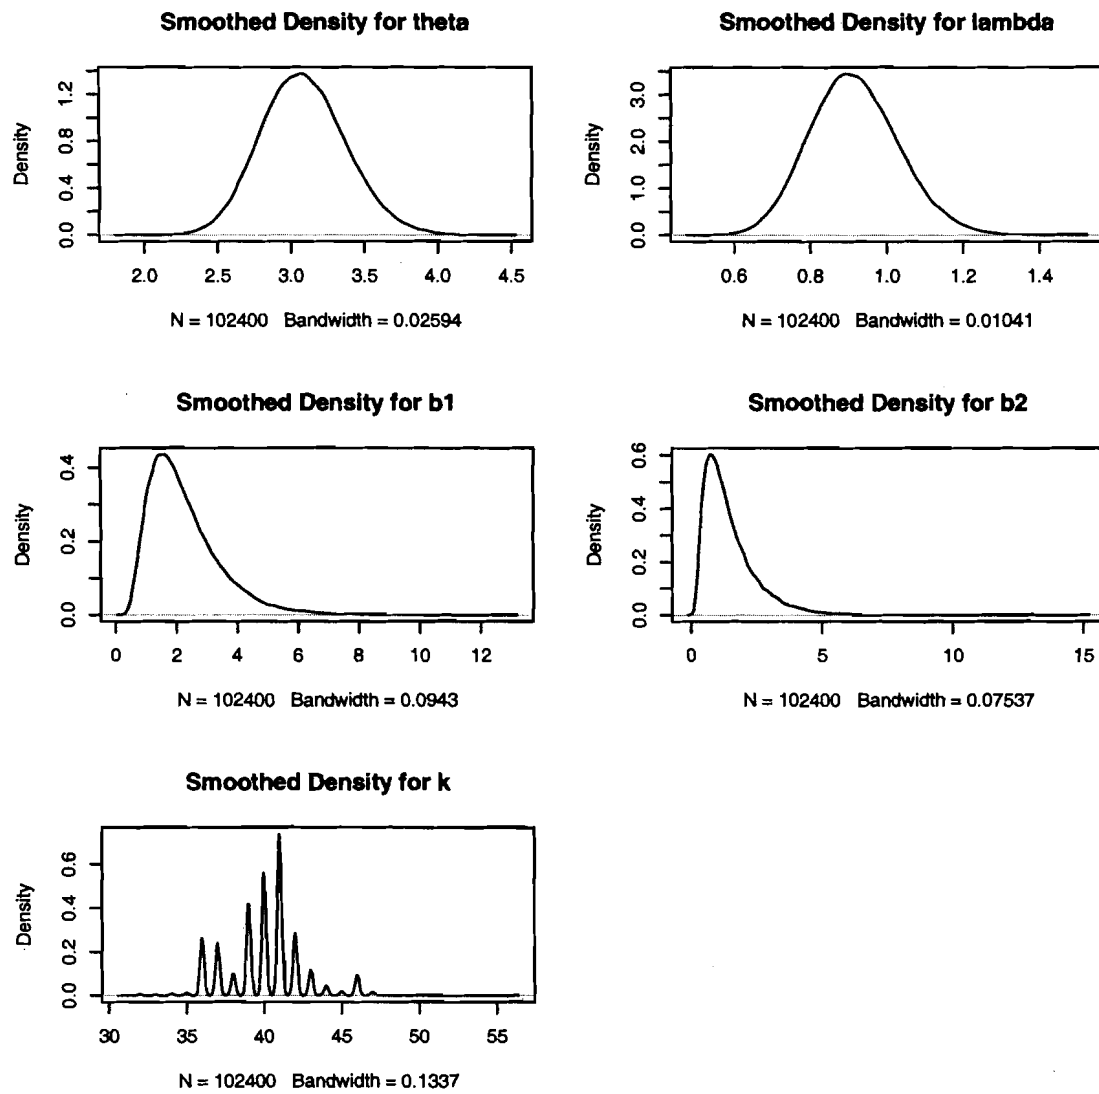 Smoothed Density for theta
Density
0.0 0.4 0.8 1.2
2.0 2.5 3.0 3.5 4.0 4.5
N = 102400 Bandwidth = 0.02594
Smoothed Density for lambda
Density
0.0 1.0 2.0 3.0
0.6 0.8 1.0 1.2 1.4
N = 102400 Bandwidth = 0.01041
Smoothed Density for b1
Density
0.0 0.2 0.4
0 2 4 6 8 10 12
N = 102400 Bandwidth = 0.0943
Smoothed Density for b2
Density
0.0 0.2 0.4 0.6
0 5 10 15
N = 102400 Bandwidth = 0.07537
Smoothed Density for k
Density
0.0 0.2 0.4 0.6
30 35 40 45 50 55
N = 102400 Bandwidth = 0.1337